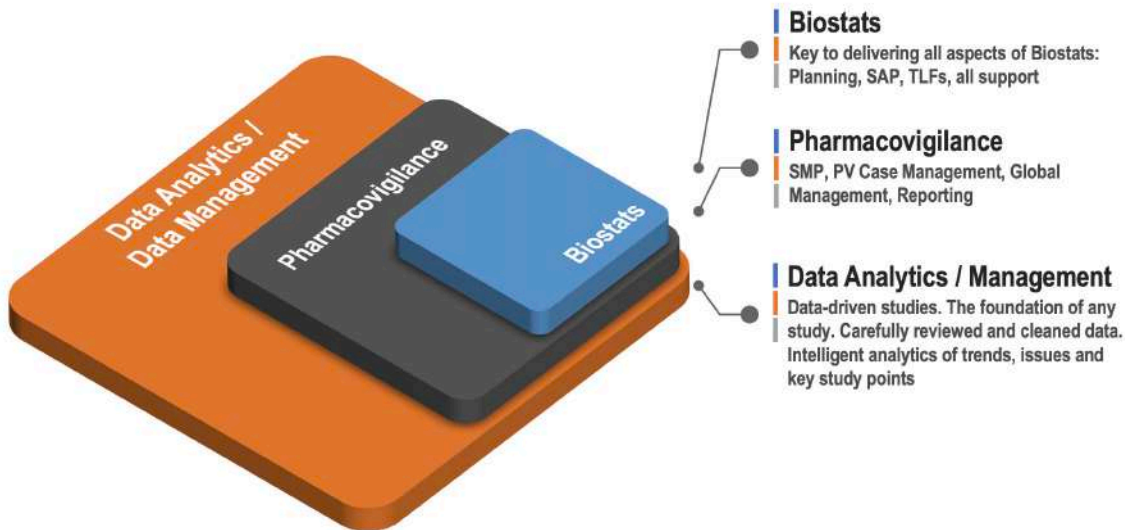 Data Analytics /
Data Management
Pharmacovigilance
Biostats
Biostats
Key to delivering all aspects of Biostats:
Planning, SAP, TLFs, all support
Pharmacovigilance
SMP, PV Case Management, Global
Management, Reporting
Data Analytics / Management
Data-driven studies. The foundation of any
study. Carefully reviewed and cleaned data.
Intelligent analytics of trends, issues and
key study points